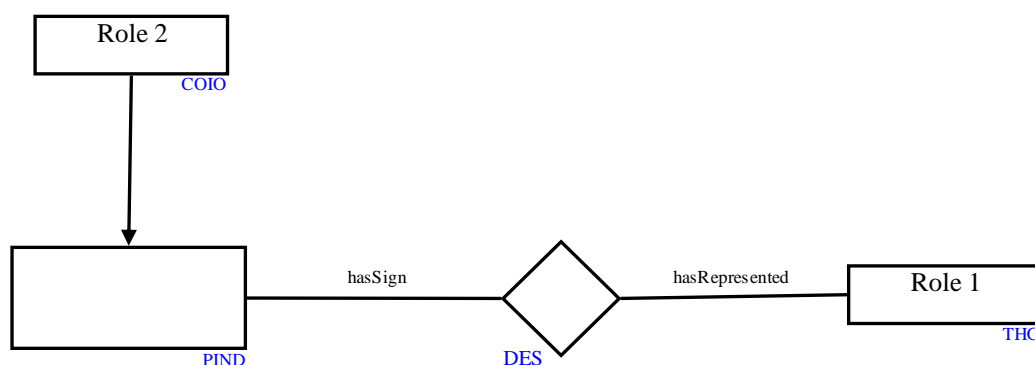 Role 2
COIO
hasSign
hasRepresented
Role 1
PIND
DES